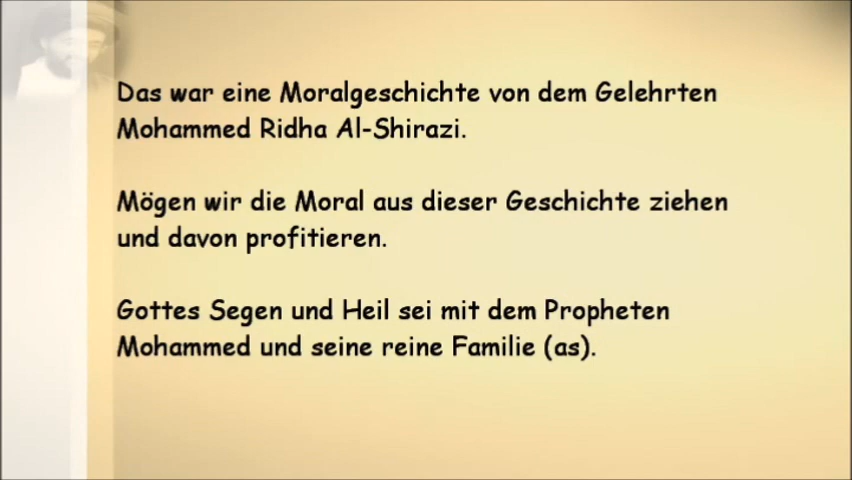 Das war eine Moralgeschichte von dem Gelehrten
Mohammed Ridha Al-Shirazi.
Mögen wir die Moral aus dieser Geschichte ziehen
und davon profitieren.
Gottes Segen und Heil sei mit dem Propheten
Mohammed und seine reine Familie (as).